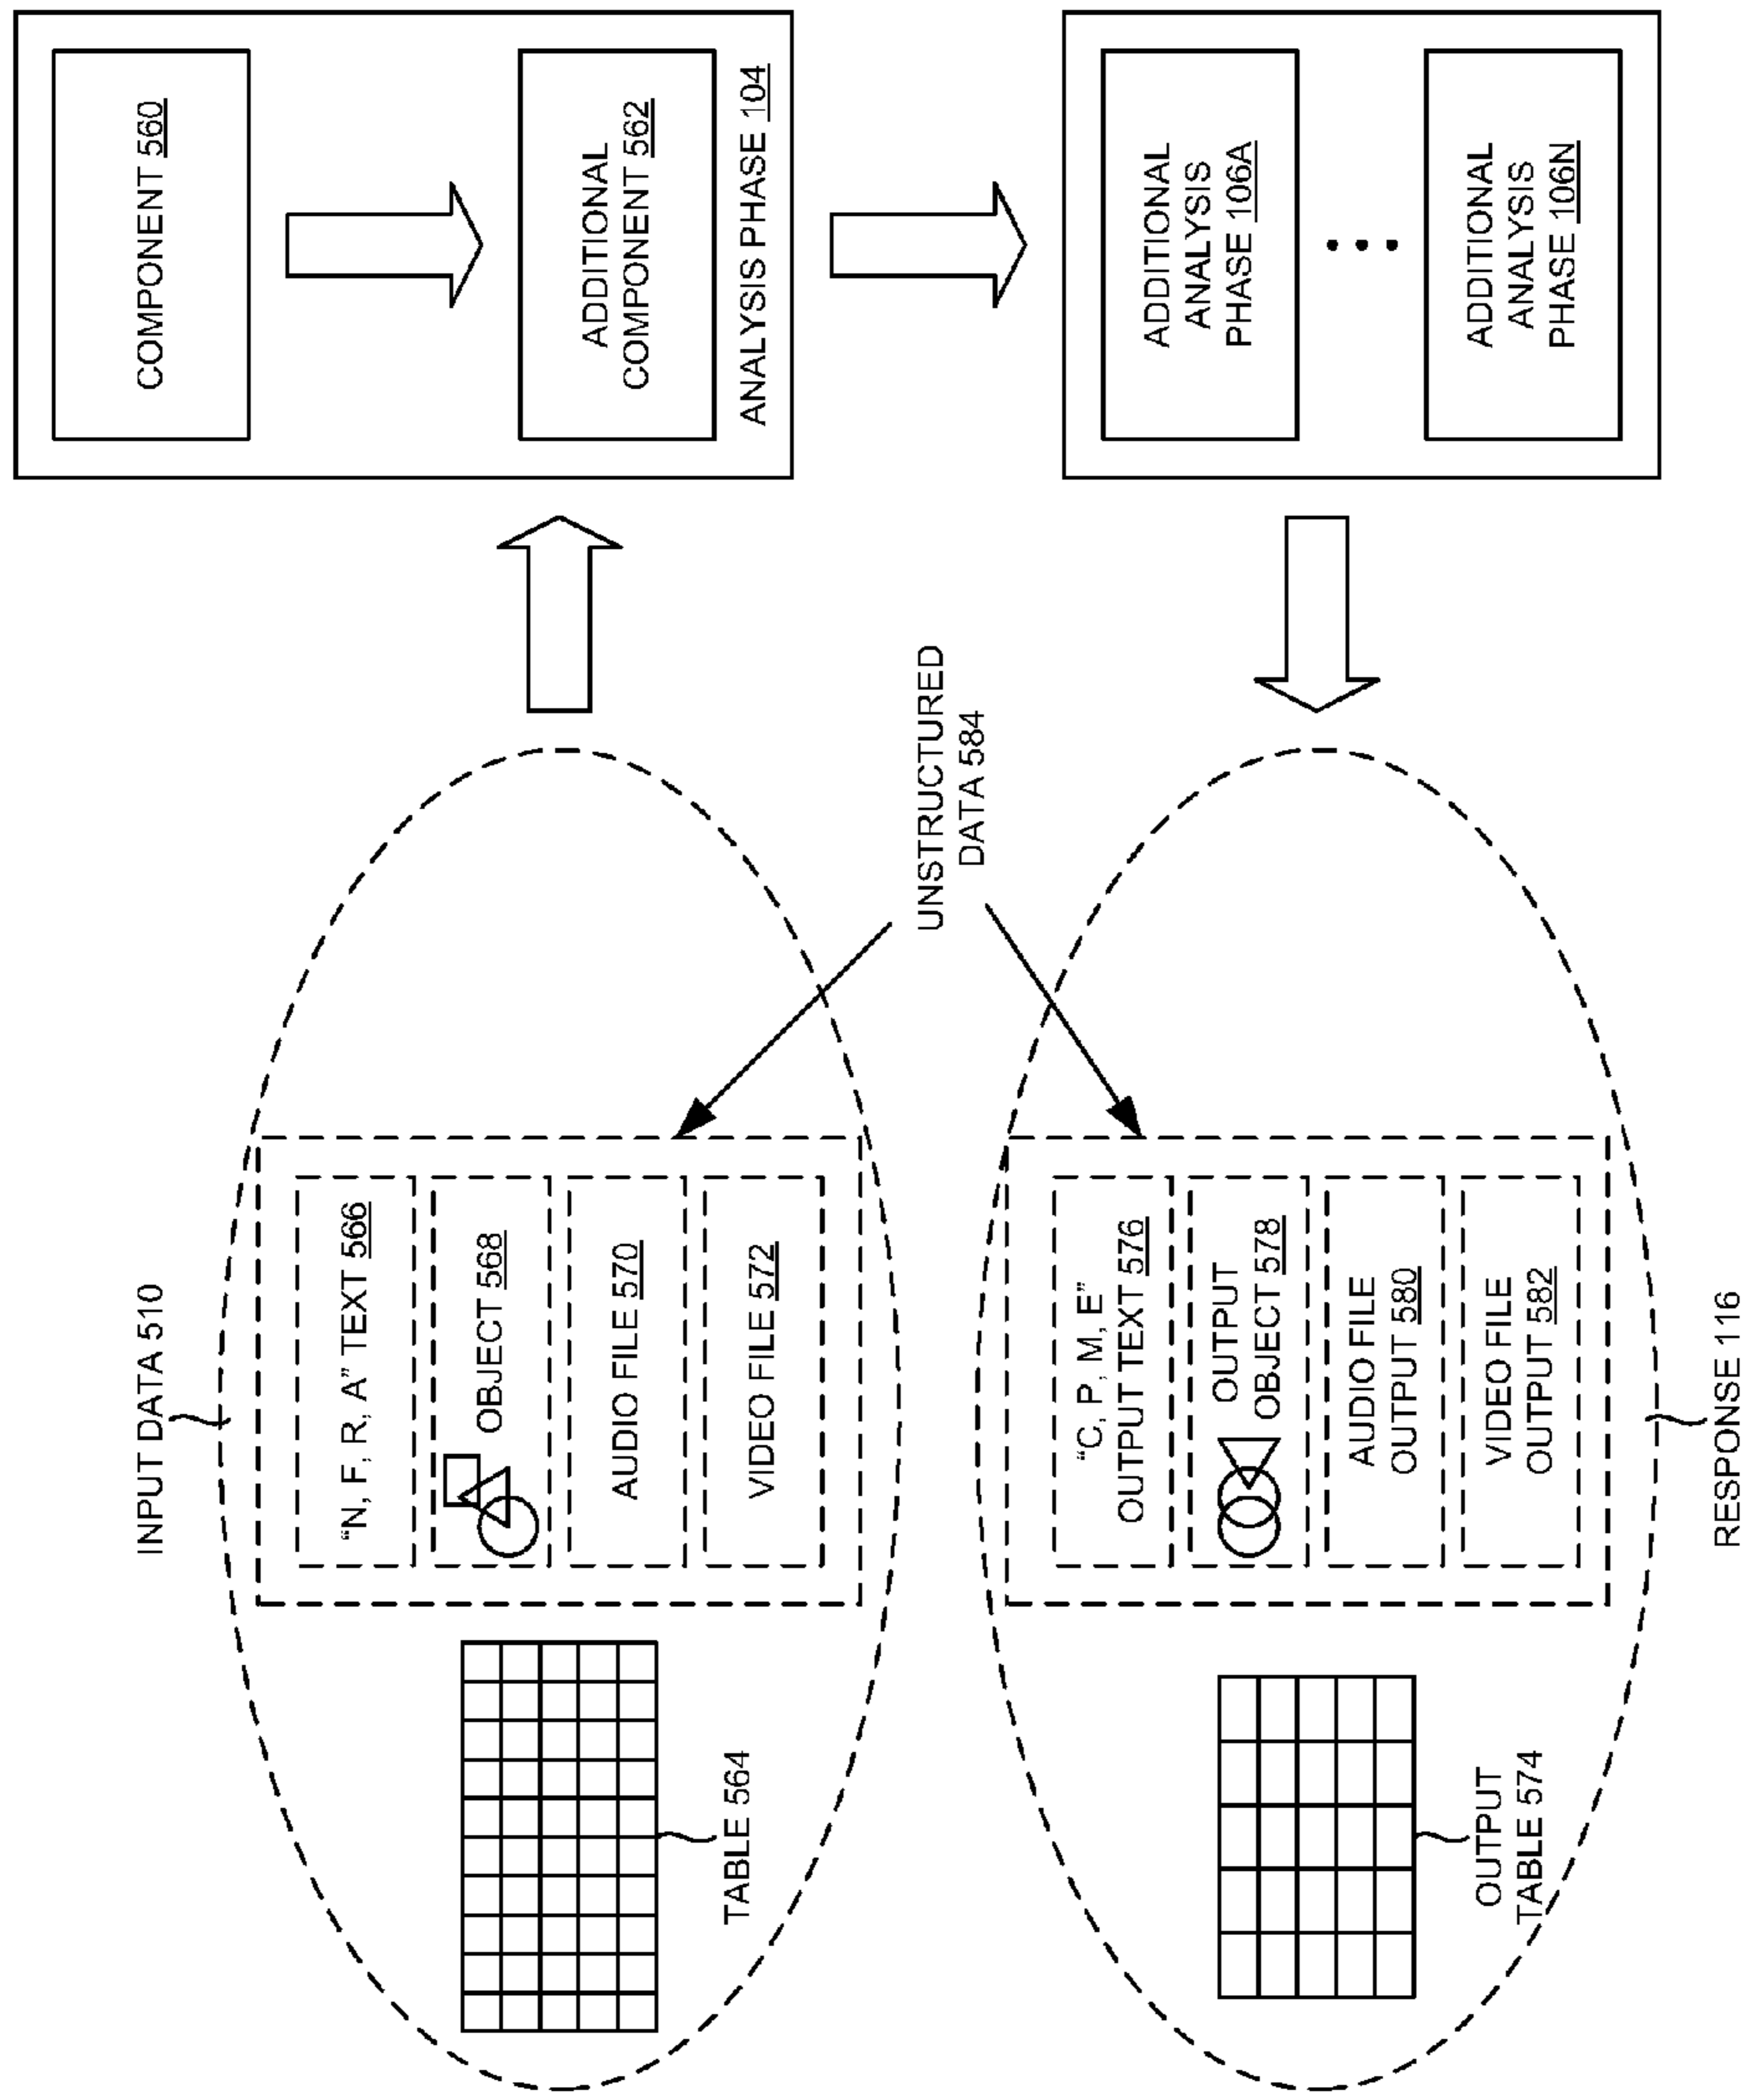 INPUT DATA 510
"N, F, R, A" TEXT 566
OBJECT 568
AUDIO FILE 570
VIDEO FILE 572
TABLE 564
COMPONENT 560
ADDITIONAL
COMPONENT 562
ANALYSIS PHASE 104
UNSTRUCTURED
DATA 584
"C, P, M, E"
OUTPUT TEXT 576
OUTPUT
OBJECT 578
AUDIO FILE
OUTPUT 580
VIDEO FILE
OUTPUT 582
OUTPUT
TABLE 574
RESPONSE 116
ADDITIONAL
ANALYSIS
PHASE 106A
ADDITIONAL
ANALYSIS
PHASE 106N